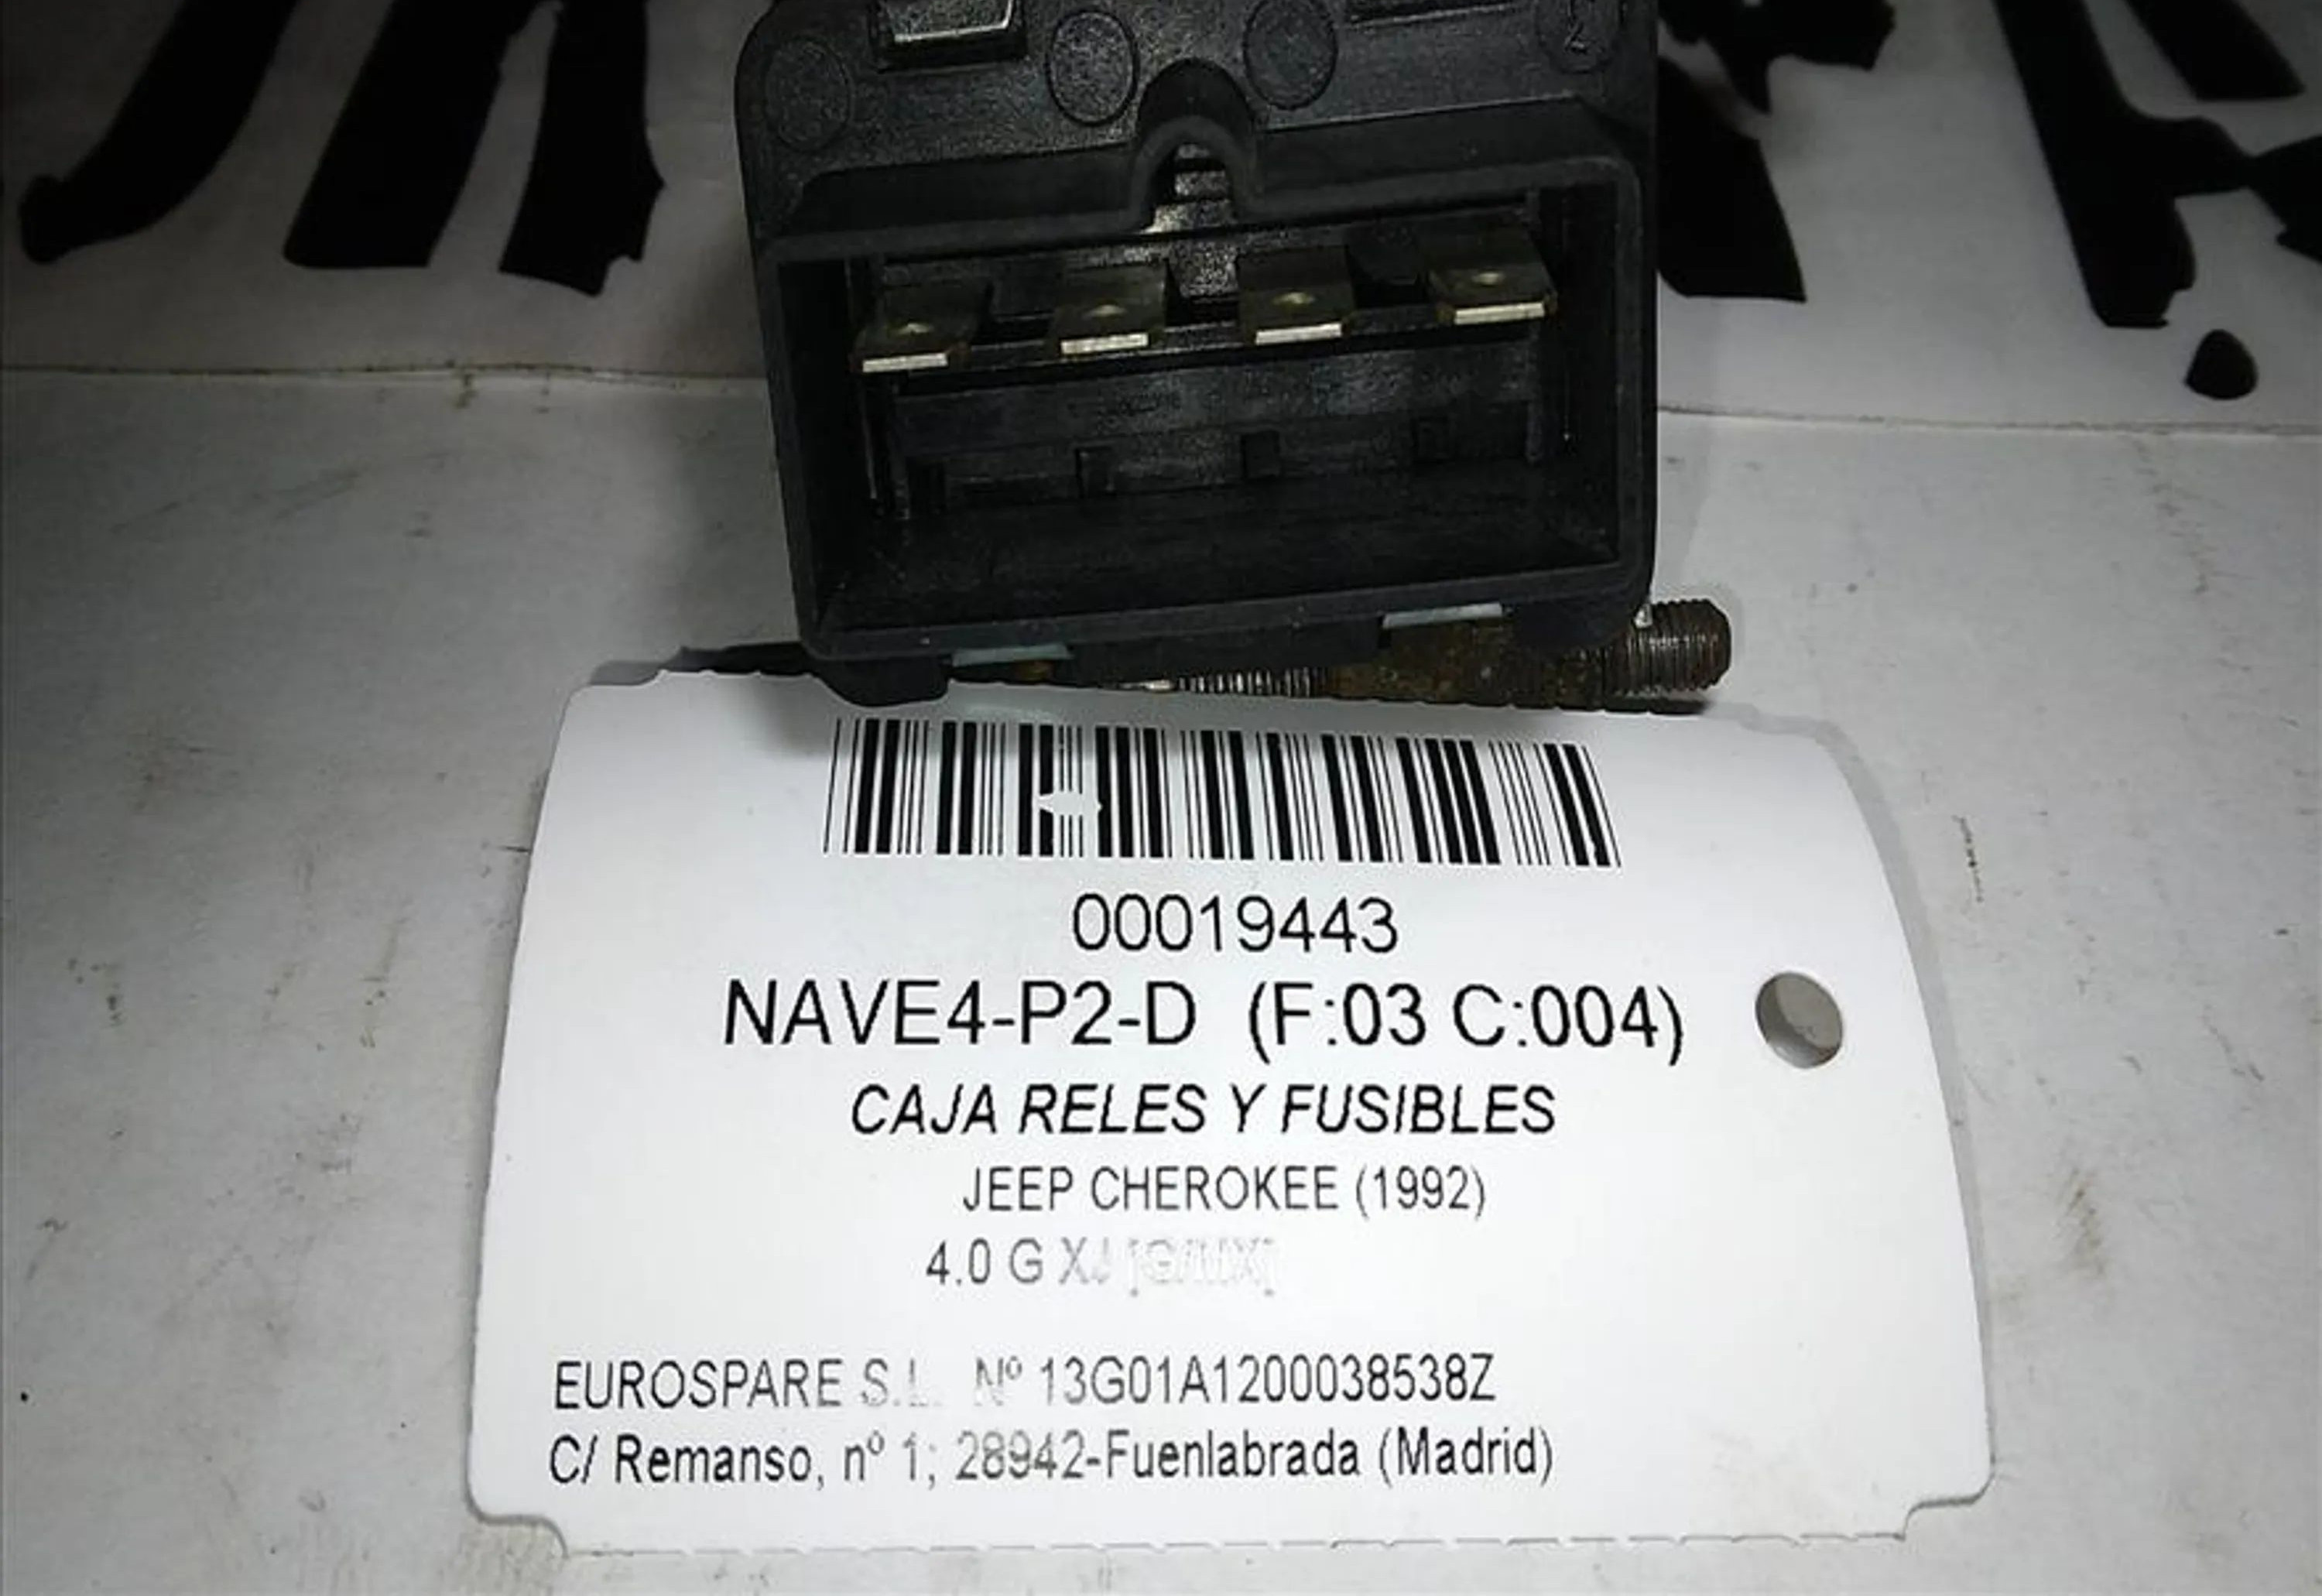 00019443
NAVE4-P2-D (F:03 C:004)
CAJA RELES Y FUSIBLES
JEEP CHEROKEE (1992)
4.0 G XJ
EUROSPARE S.L. Nº 13G01A1200038538Z
C/ Remanso, nº 1; 28942-Fuenlabrada (Madrid)